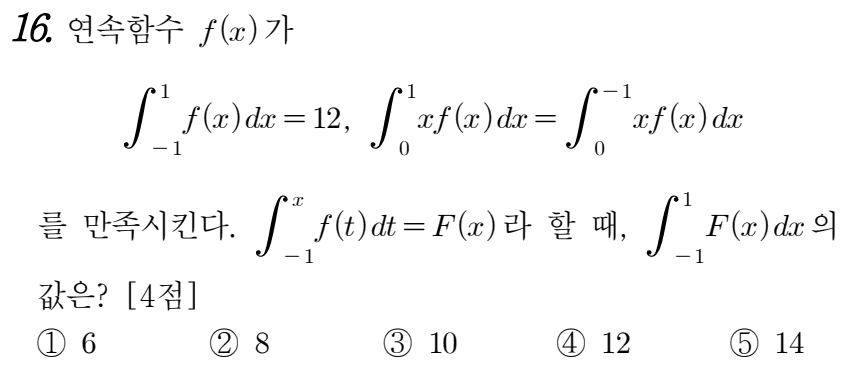 16. 연속함수 f(x)가
∫_{-1}^{1} f(x)dx = 12, ∫_{0}^{1} xf(x)dx = ∫_{0}^{-1} xf(x)dx
를 만족시킨다. ∫_{-1}^{x} f(t)dt = F(x)라 할 때, ∫_{-1}^{1} F(x)dx의
값은? [4점]
① 6 ② 8 ③ 10 ④ 12 ⑤ 14